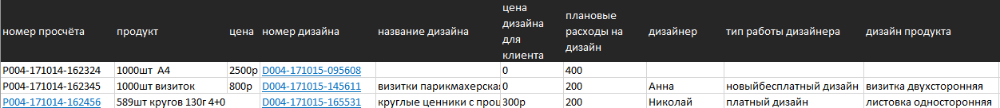 номер просчёта продукт цена номер дизайна название дизайна цена дизайна для клиента плановые расходы на дизайн дизайнер тип работы дизайнера дизайн продукта
P004-171014-162324 1000шт А4 2500р D004-171015-095608 0 400
P004-171014-162345 1000шт визиток 800р D004-171015-145611 визитки парикмахерская 0 200 Анна новыйбесплатный дизайн визитка двухсторонняя
P004-171014-162456 589шт кругов 130г 4+0 D004-171015-165531 круглые ценники с проц 300р 200 Николай платный дизайн листовка односторонняя